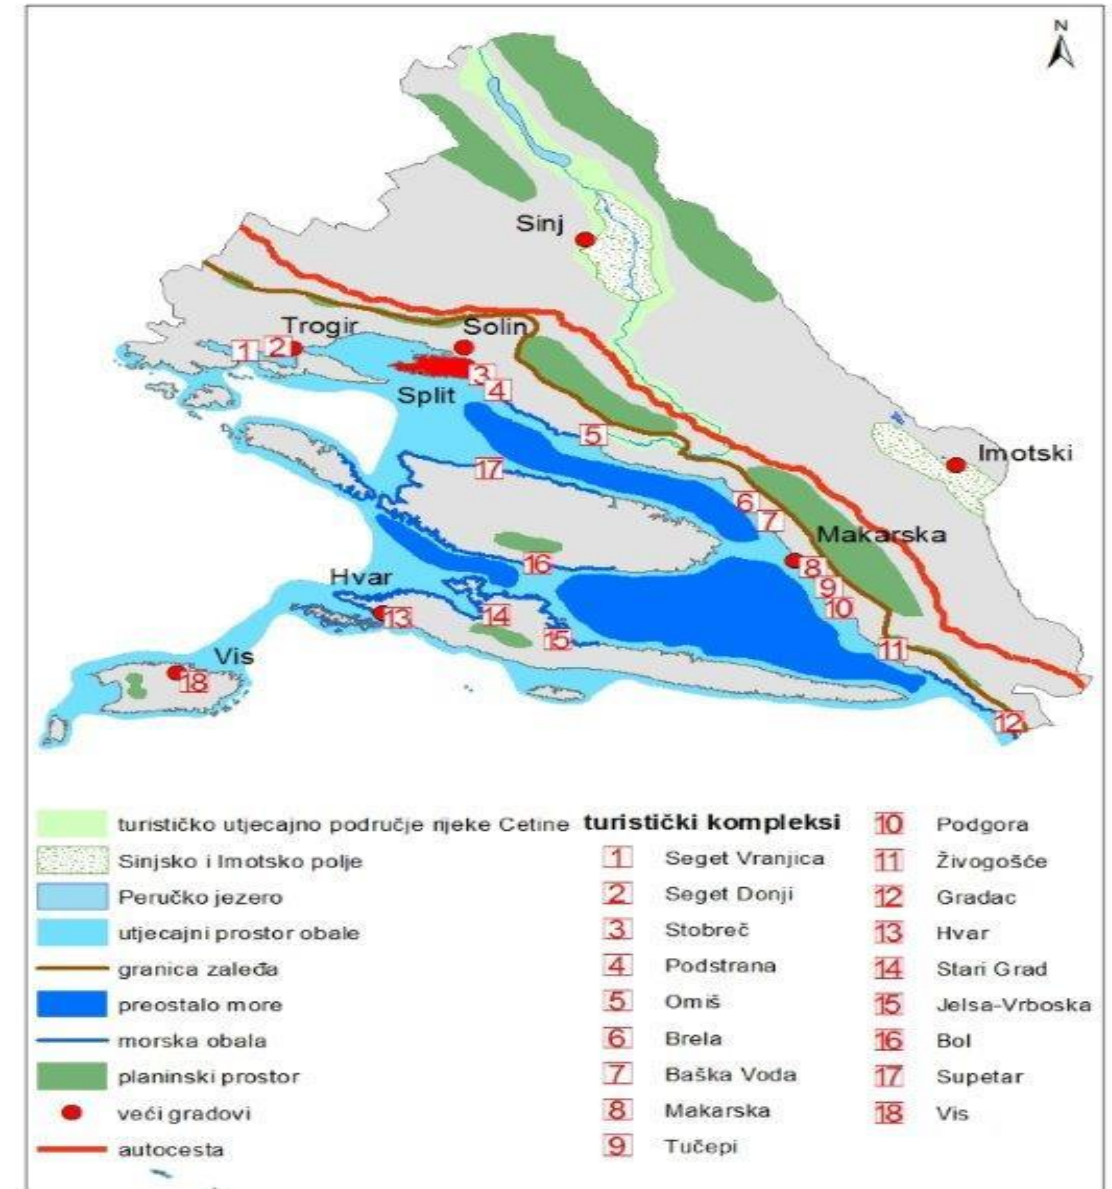 N
Sinj
Trogir
Solin
1
2
3
Split
4
5
Imotski
17
6
7
Makarska
16
8
Hvar
9
10
13
14
15
11
Vis
18
12
turističko utjecajno područje rijeke Cetine
Sinjsko i Imotsko polje
Peručko jezero
utjecajni prostor obale
granica zaleđa
preostalo more
morska obala
planinski prostor
veći gradovi
autocesta
turistički kompleksi
1 Seget Vranjica
2 Seget Donji
3 Stobreč
4 Podstrana
5 Omiš
6 Brela
7 Baška Voda
8 Makarska
9 Tučepi
10 Podgora
11 Živogošće
12 Gradac
13 Hvar
14 Stari Grad
15 Jelsa-Vrboska
16 Bol
17 Supetar
18 Vis